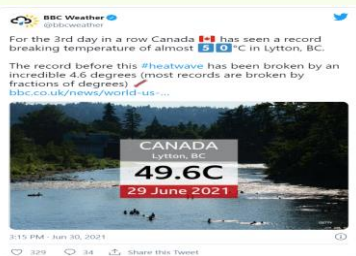 BBC Weather
@bbcweather
For the 3rd day in a row Canada 🇨🇦 has seen a record
breaking temperature of almost 5️⃣0️⃣°C in Lytton, BC.
The record before this #heatwave has been broken by an
incredible 4.6 degrees (most records are broken by
fractions of degrees)
bbc.co.uk/news/world-us-...
CANADA
Lytton, BC
49.6C
29 June 2021
3:15 PM · Jun 30, 2021
329 34 Share this Tweet